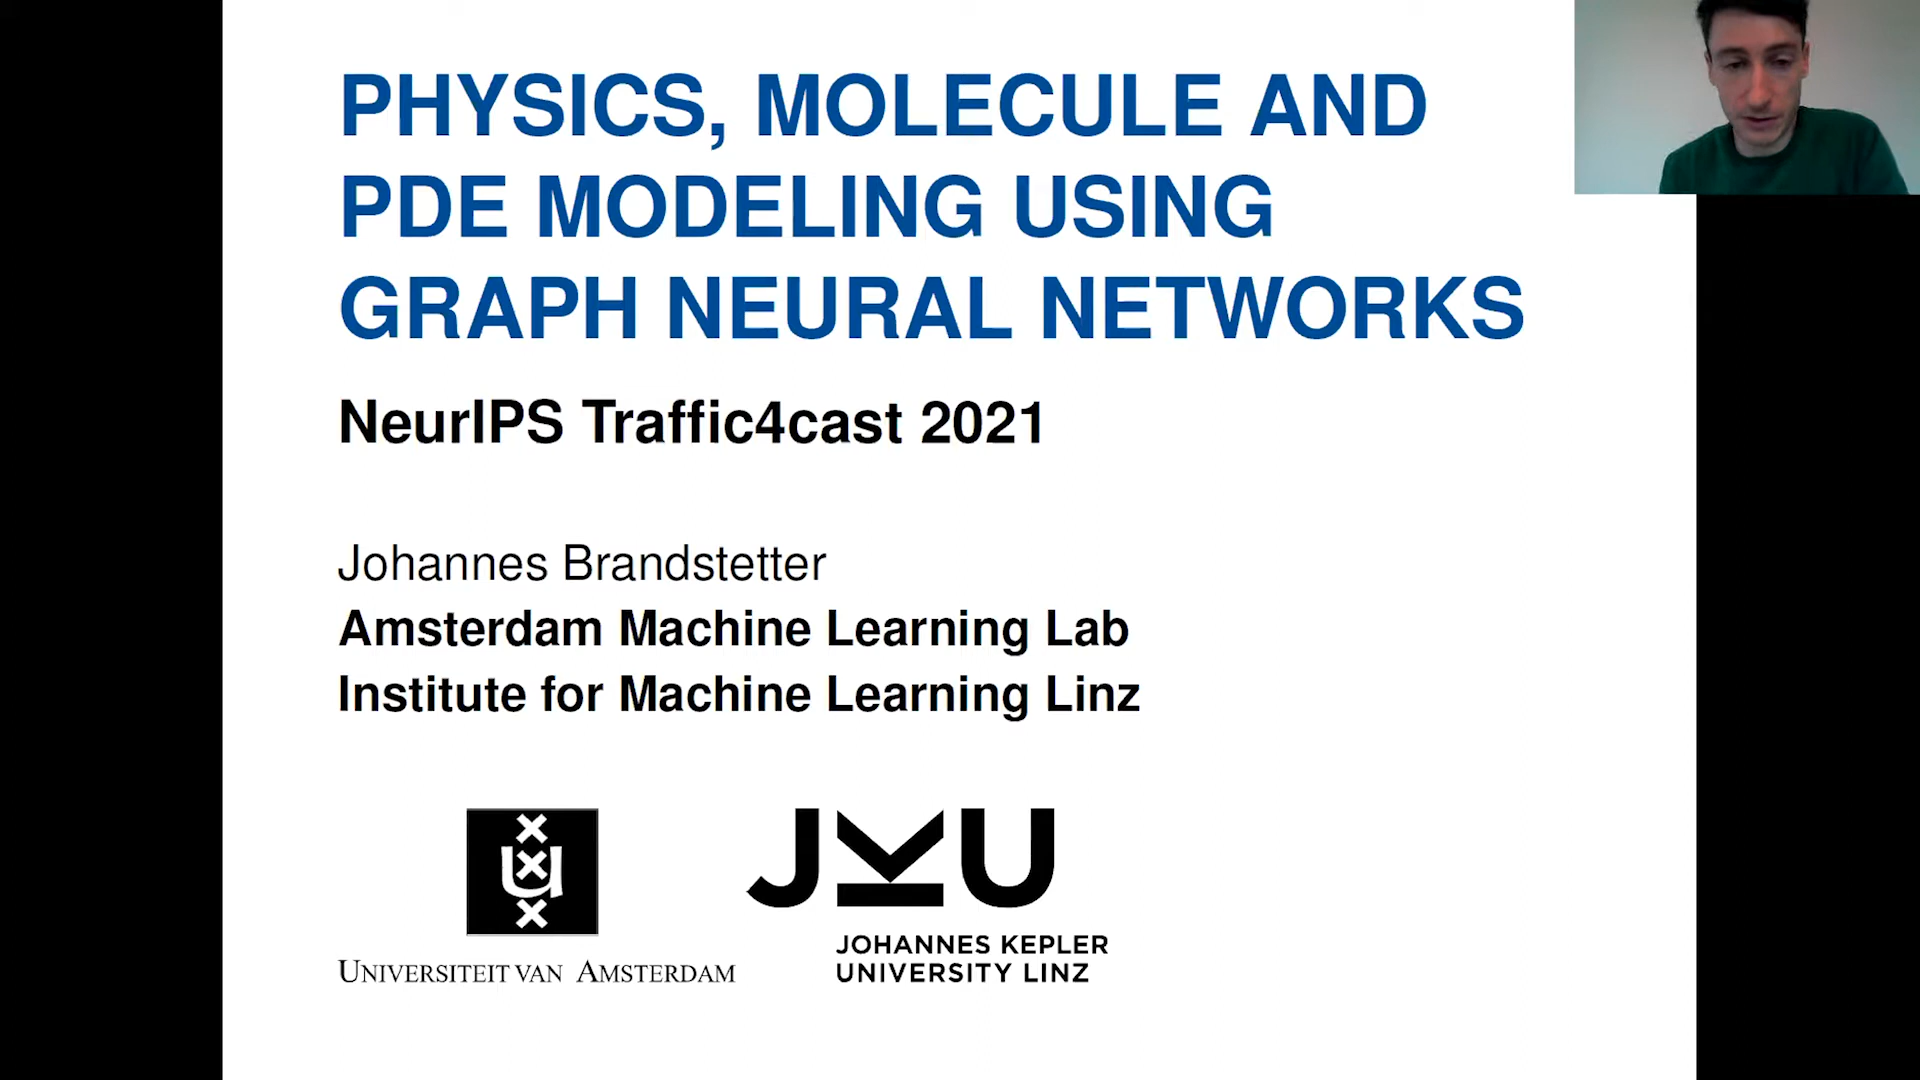 PHYSICS, MOLECULE AND
PDE MODELING USING
GRAPH NEURAL NETWORKS
NeurIPS Traffic4cast 2021
Johannes Brandstetter
Amsterdam Machine Learning Lab
Institute for Machine Learning Linz
UNIVERSITEIT VAN AMSTERDAM
JKU
JOHANNES KEPLER
UNIVERSITY LINZ